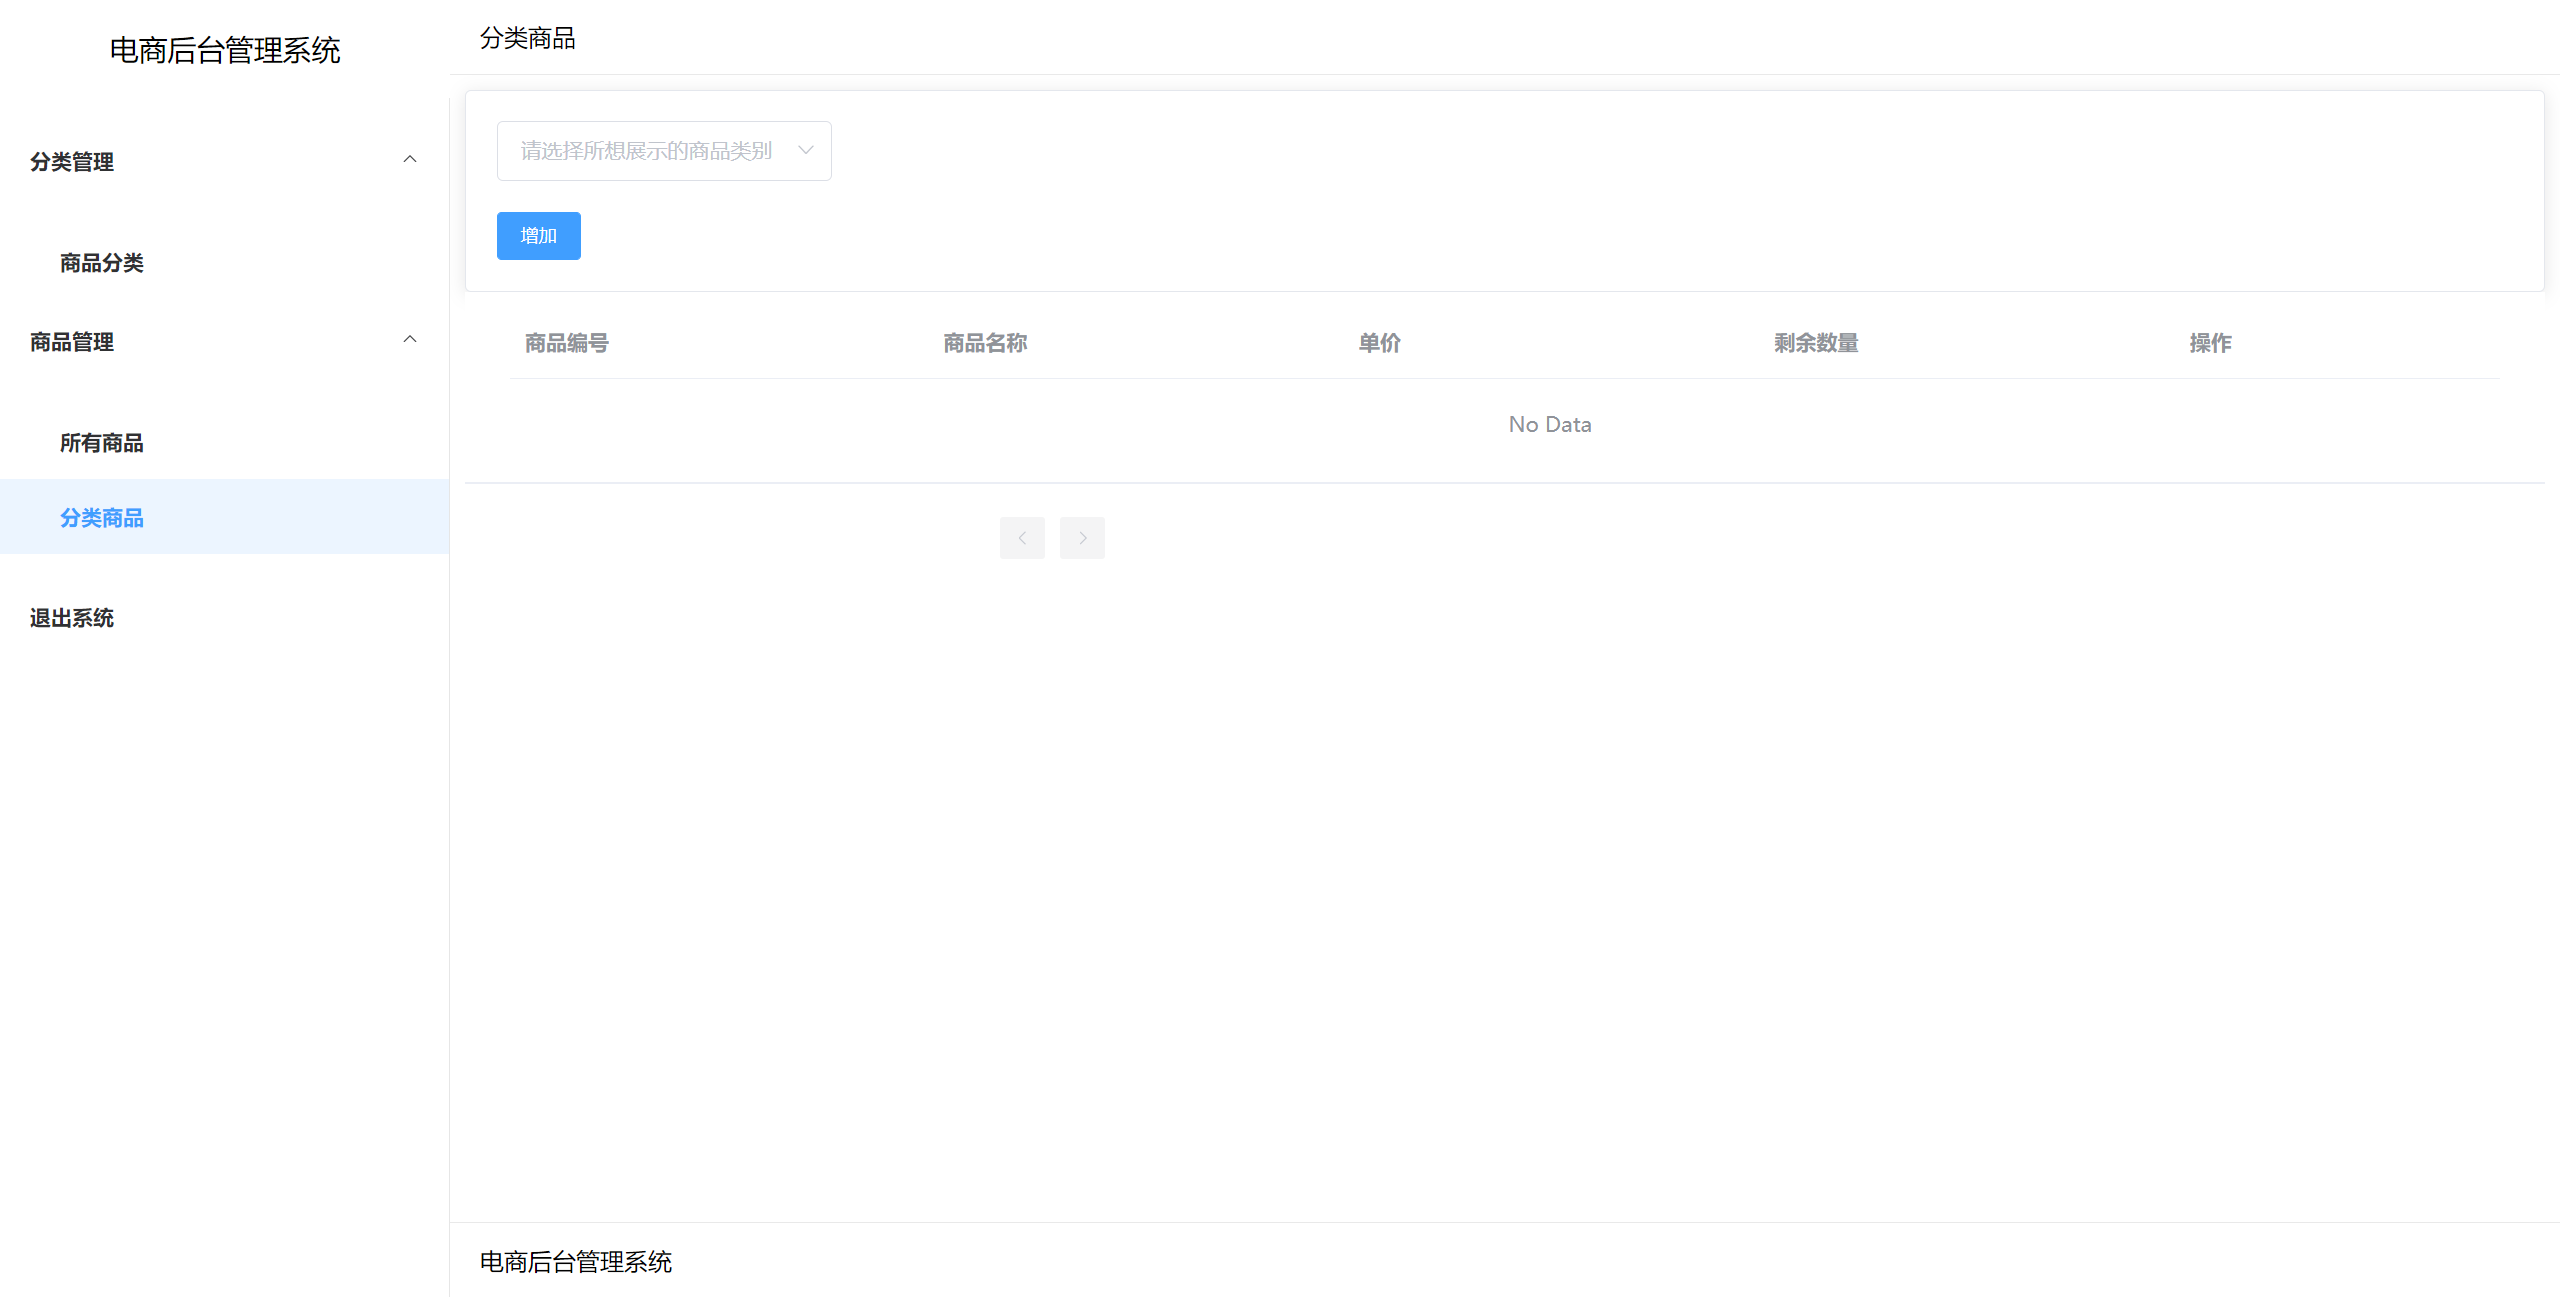 电商后台管理系统
分类管理
商品分类
商品管理
所有商品
分类商品
退出系统
分类商品
请选择所想展示的商品类别
增加
商品编号 商品名称 单价 剩余数量 操作
No Data
电商后台管理系统